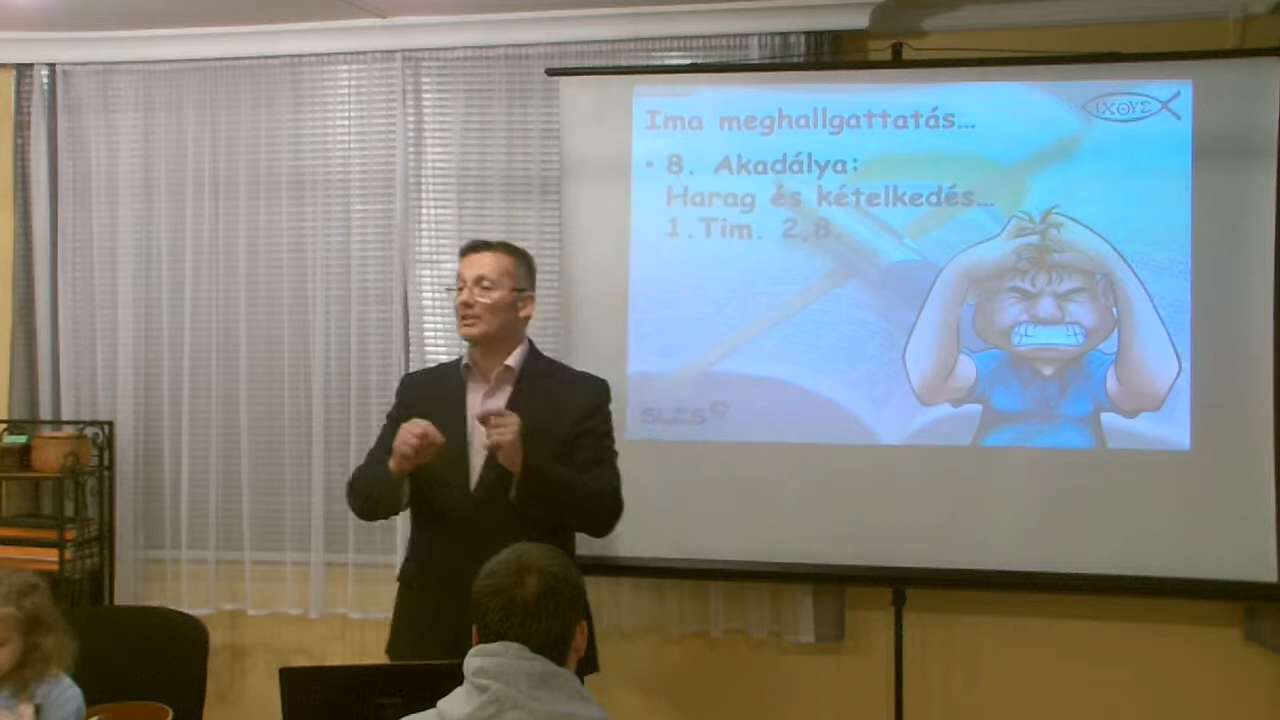 Ima meghallgattatás...
ΙΧΘΥΣ
• 8. Akadálya:
Harag és kételkedés...
1.Tim. 2,8